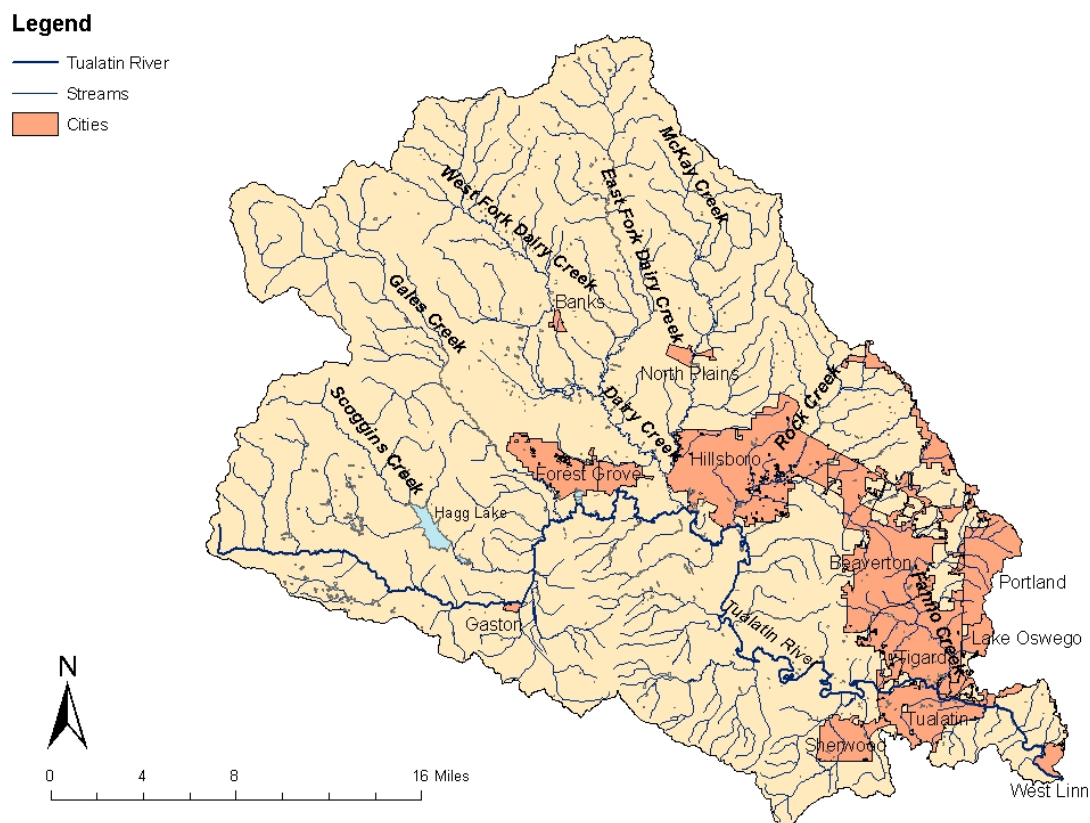 Legend
Tualatin River
Streams
Cities
McKay Creek
West Fork Dairy Creek
East Fork Dairy Creek
Gales Creek
Banks
North Plains
Scoggins Creek
Dairy Creek
Rock Creek
Hillsboro
Forest Grove
Hagg Lake
Beaverton
Fanno Creek
Portland
Gaston
Tualatin River
Lake Oswego
Tigard
Tualatin
Sherwood
West Linn
N
0 4 8 16 Miles